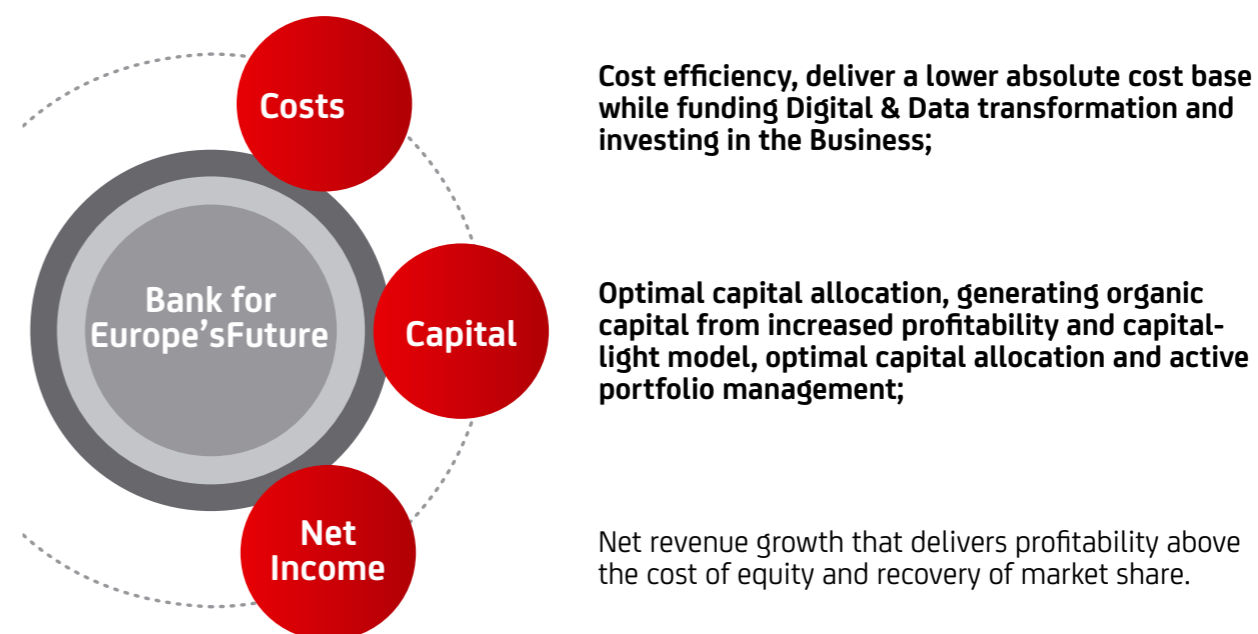 Costs
Cost efficiency, deliver a lower absolute cost base
while funding Digital & Data transformation and
investing in the Business;
Bank for
Europe'sFuture
Capital
Optimal capital allocation, generating organic
capital from increased profitability and capital-
light model, optimal capital allocation and active
portfolio management;
Net
Income
Net revenue growth that delivers profitability above
the cost of equity and recovery of market share.